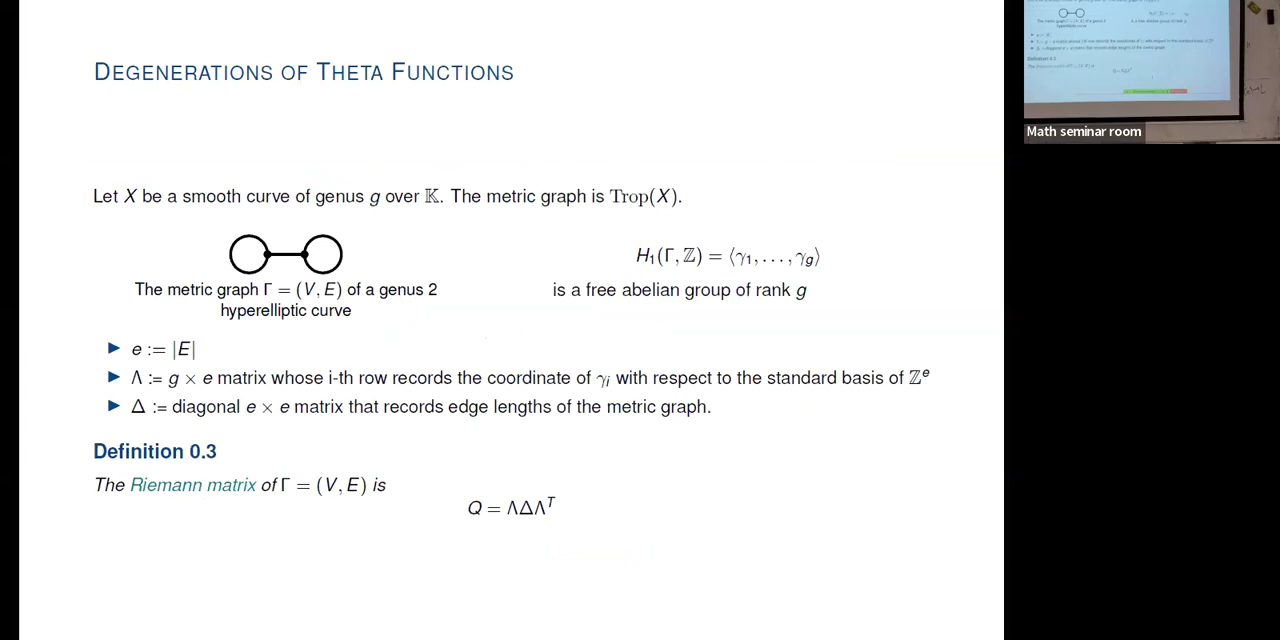 DEGENERATIONS OF THETA FUNCTIONS
Let X be a smooth curve of genus g over 𝕂. The metric graph is Trop(X).
H₁(Γ, ℤ) = ⟨γ₁, . . . , γ_g⟩
The metric graph Γ = (V, E) of a genus 2
hyperelliptic curve
is a free abelian group of rank g
▶ e := |E|
▶ Λ := g × e matrix whose i-th row records the coordinate of γᵢ with respect to the standard basis of ℤᵉ
▶ Δ := diagonal e × e matrix that records edge lengths of the metric graph.
Definition 0.3
The Riemann matrix of Γ = (V, E) is
Q = ΛΔΛᵀ
Math seminar room